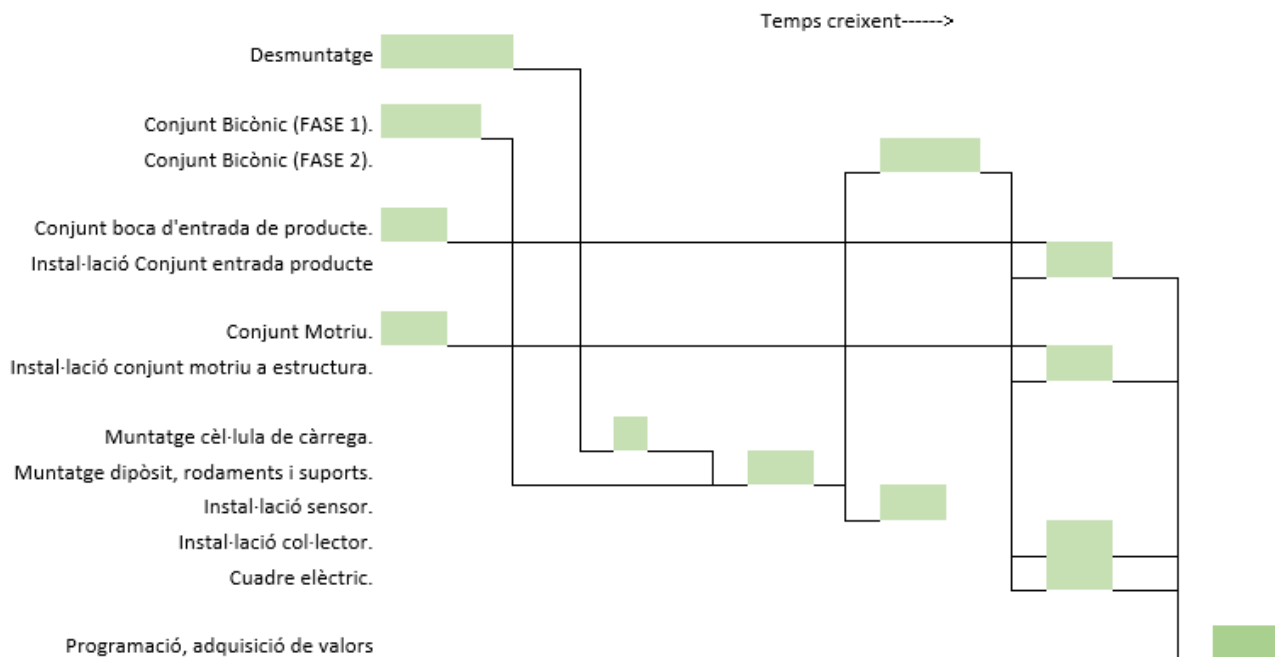 Temps creixent------>
Desmuntatge
Conjunt Bicònic (FASE 1).
Conjunt Bicònic (FASE 2).
Conjunt boca d'entrada de producte.
Instal·lació Conjunt entrada producte
Conjunt Motriu.
Instal·lació conjunt motriu a estructura.
Muntatge cèl·lula de càrrega.
Muntatge dipòsit, rodaments i suports.
Instal·lació sensor.
Instal·lació col·lector.
Cuadre elèctric.
Programació, adquisició de valors